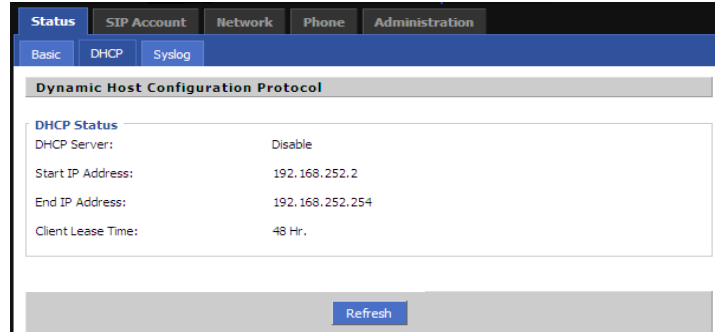 Status SIP Account Network Phone Administration
Basic DHCP Syslog
Dynamic Host Configuration Protocol
DHCP Status
DHCP Server: Disable
Start IP Address: 192.168.252.2
End IP Address: 192.168.252.254
Client Lease Time: 48 Hr.
Refresh